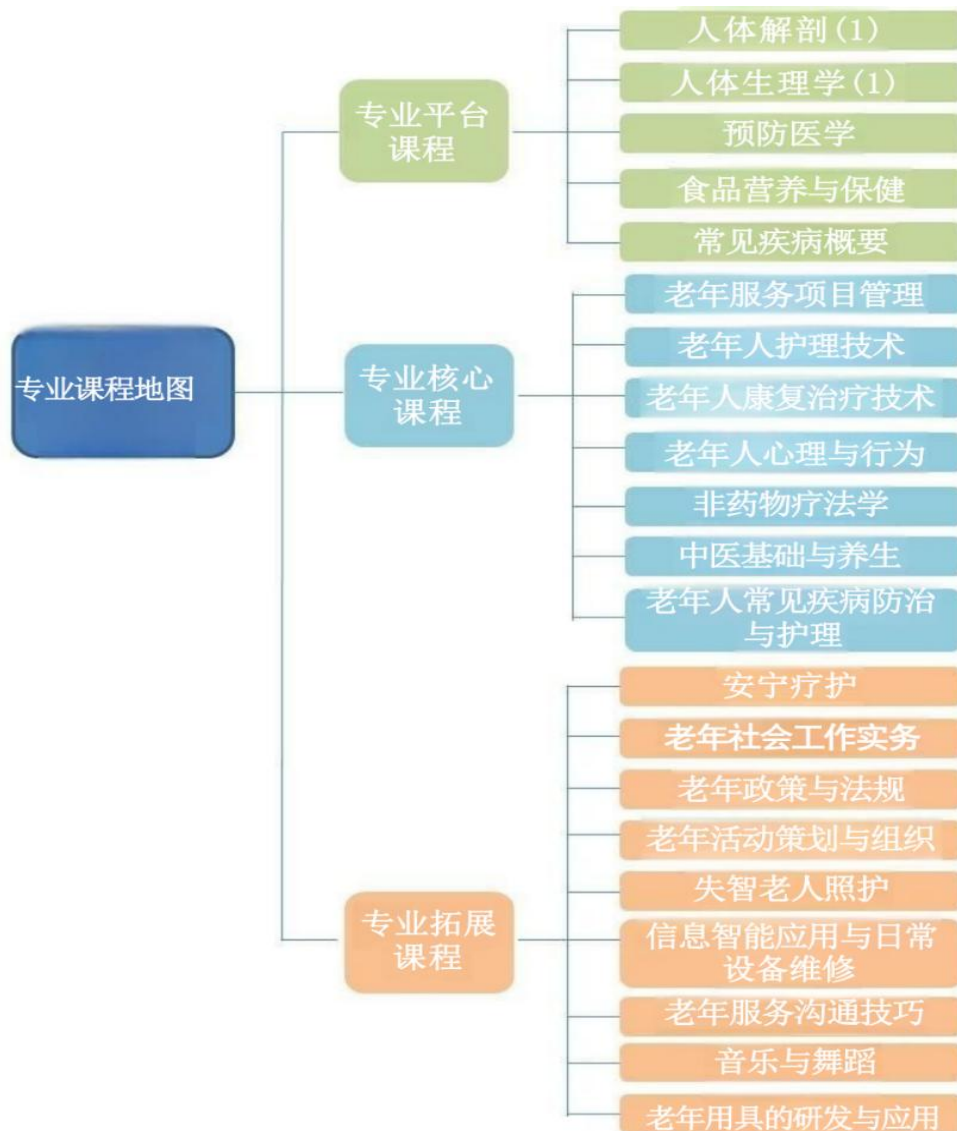 专业课程地图
专业平台
课程
人体解剖(1)
人体生理学(1)
预防医学
食品营养与保健
常见疾病概要
专业核心
课程
老年服务项目管理
老年人护理技术
老年人康复治疗技术
老年人心理与行为
非药物疗法学
中医基础与养生
老年人常见疾病防治
与护理
专业拓展
课程
安宁疗护
老年社会工作实务
老年政策与法规
老年活动策划与组织
失智老人照护
信息智能应用与日常
设备维修
老年服务沟通技巧
音乐与舞蹈
老年用具的研发与应用